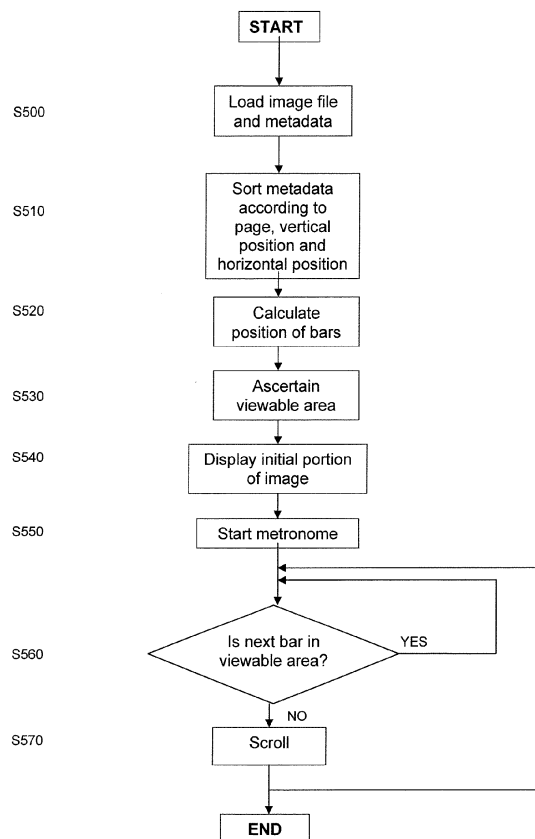 START
S500
Load image file
and metadata
S510
Sort metadata
according to
page, vertical
position and
horizontal position
S520
Calculate
position of bars
S530
Ascertain
viewable area
S540
Display initial portion
of image
S550
Start metronome
S560
Is next bar in
viewable area?
YES
NO
S570
Scroll
END